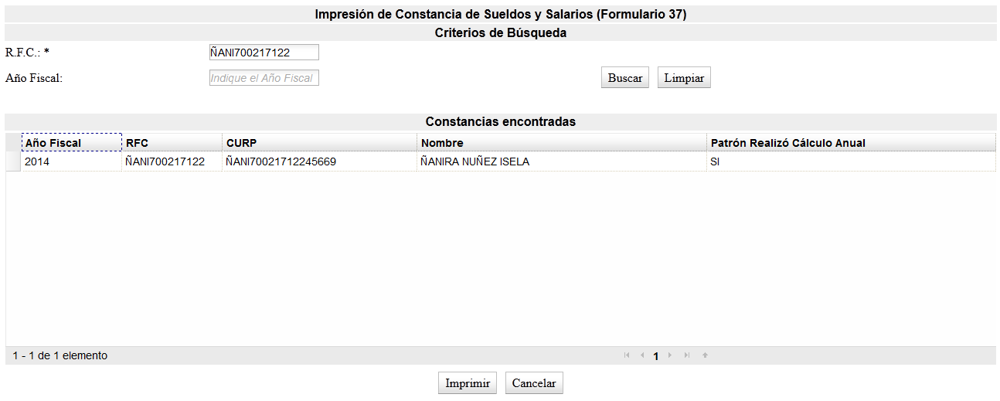 Impresión de Constancia de Sueldos y Salarios (Formulario 37)
Criterios de Búsqueda
R.F.C.: * ÑANI700217122
Año Fiscal: Indique el Año Fiscal Buscar Limpiar
Constancias encontradas
Año Fiscal RFC CURP Nombre Patrón Realizó Cálculo Anual
2014 ÑANI700217122 ÑANI70021712245669 ÑANIRA NUÑEZ ISELA SI
1 - 1 de 1 elemento 1
Imprimir Cancelar